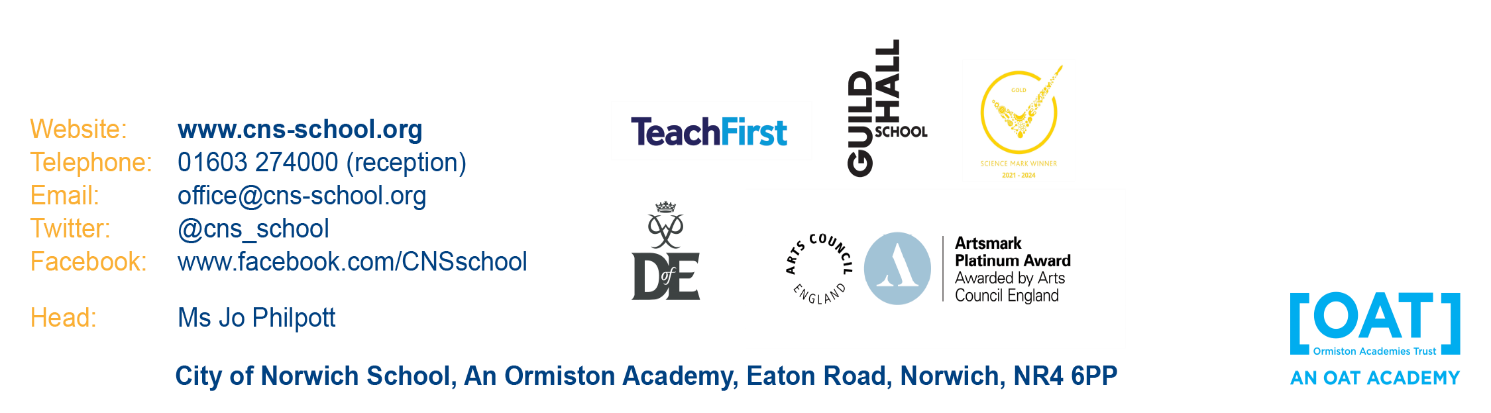 Website: www.cns-school.org
Telephone: 01603 274000 (reception)
Email: office@cns-school.org
Twitter: @cns_school
Facebook: www.facebook.com/CNSschool
Head: Ms Jo Philpott
TeachFirst
GUILD
HALL
SCHOOL
GOLD
SCIENCE MARK WINNER
2021 - 2024
DofE
ARTS COUNCIL
ENGLAND
A
Artsmark
Platinum Award
Awarded by Arts
Council England
City of Norwich School, An Ormiston Academy, Eaton Road, Norwich, NR4 6PP
[OAT]
Ormiston Academies Trust
AN OAT ACADEMY